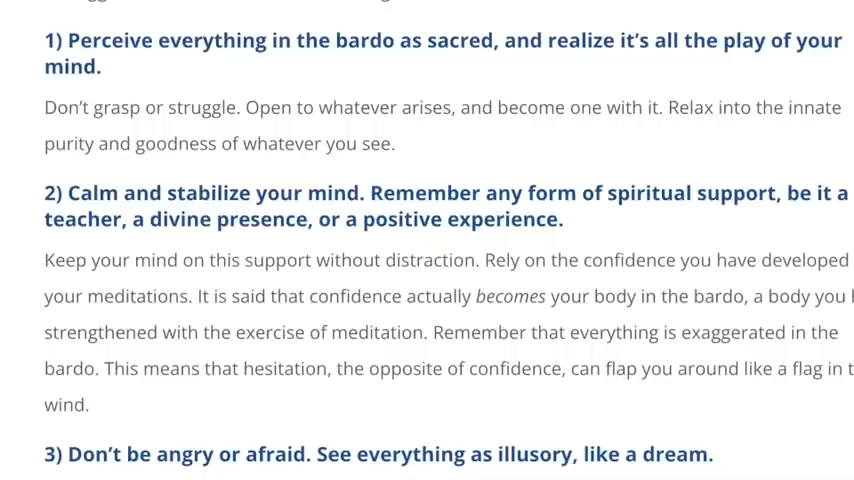 1) Perceive everything in the bardo as sacred, and realize it’s all the play of your
mind.
Don’t grasp or struggle. Open to whatever arises, and become one with it. Relax into the innate
purity and goodness of whatever you see.
2) Calm and stabilize your mind. Remember any form of spiritual support, be it a
teacher, a divine presence, or a positive experience.
Keep your mind on this support without distraction. Rely on the confidence you have developed
your meditations. It is said that confidence actually becomes your body in the bardo, a body you
strengthened with the exercise of meditation. Remember that everything is exaggerated in the
bardo. This means that hesitation, the opposite of confidence, can flap you around like a flag in
wind.
3) Don’t be angry or afraid. See everything as illusory, like a dream.